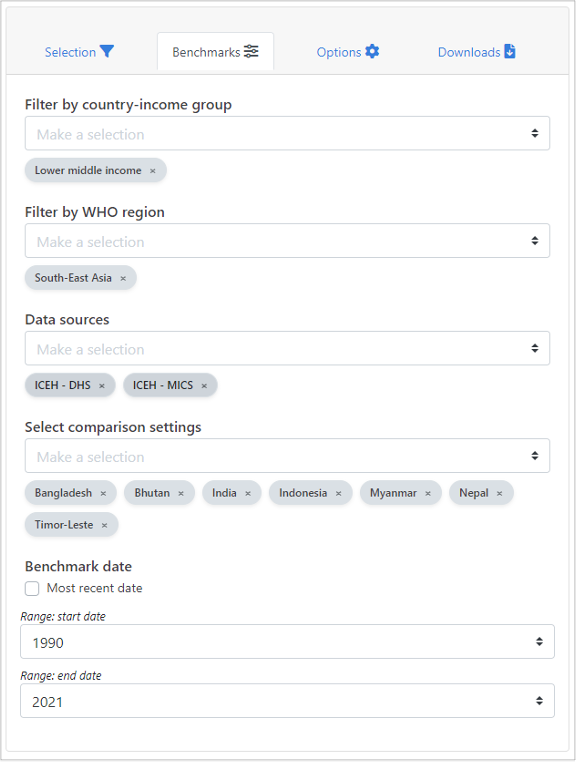 Selection Benchmarks Options Downloads
Filter by country-income group
Make a selection
Lower middle income ×
Filter by WHO region
Make a selection
South-East Asia ×
Data sources
Make a selection
ICEH - DHS × ICEH - MICS ×
Select comparison settings
Make a selection
Bangladesh × Bhutan × India × Indonesia × Myanmar × Nepal ×
Timor-Leste ×
Benchmark date
Most recent date
Range: start date
1990
Range: end date
2021